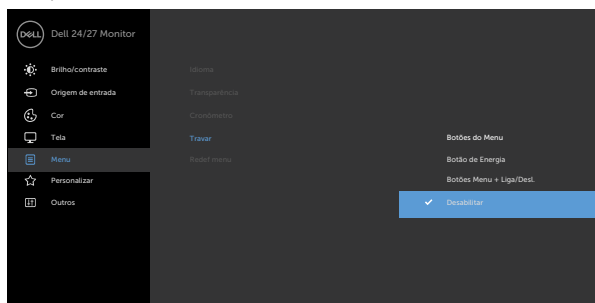 DELL Dell 24/27 Monitor
Brilho/contraste
Idioma
Origem de entrada
Transparência
Cor
Cronômetro
Tela
Travar
Botões do Menu
Menu
Redef menu
Botão de Energia
Personalizar
Botões Menu + Liga/Desl.
Outros
Desabilitar